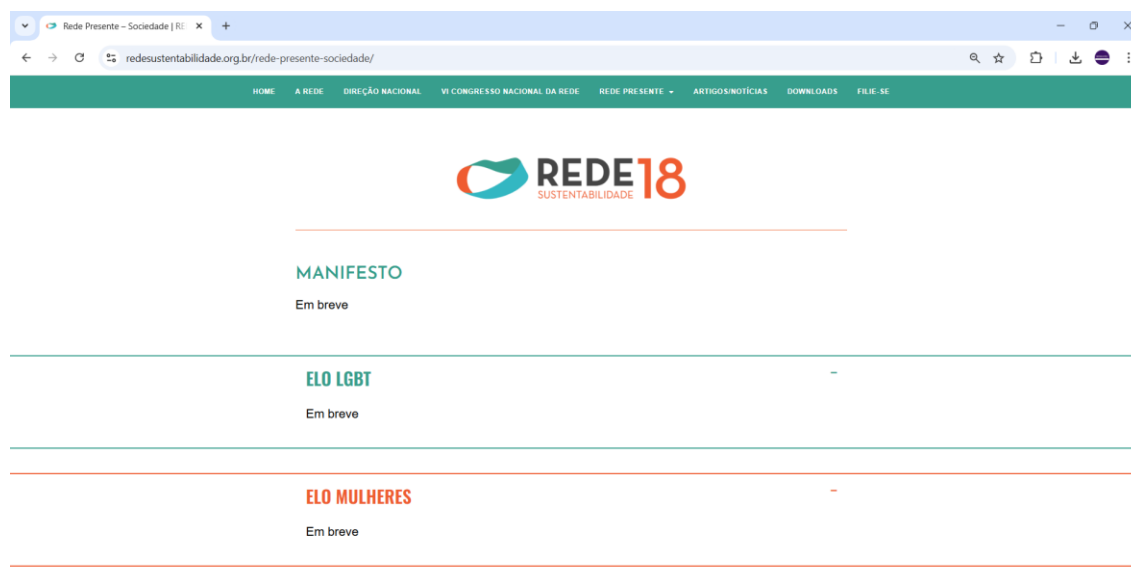 Rede Presente – Sociedade | RE
redesustentabilidade.org.br/rede-presente-sociedade/
HOME A REDE DIREÇÃO NACIONAL VI CONGRESSO NACIONAL DA REDE REDE PRESENTE ARTIGOS/NOTÍCIAS DOWNLOADS FILIE-SE
REDE18
SUSTENTABILIDADE
MANIFESTO
Em breve
ELO LGBT
Em breve
ELO MULHERES
Em breve